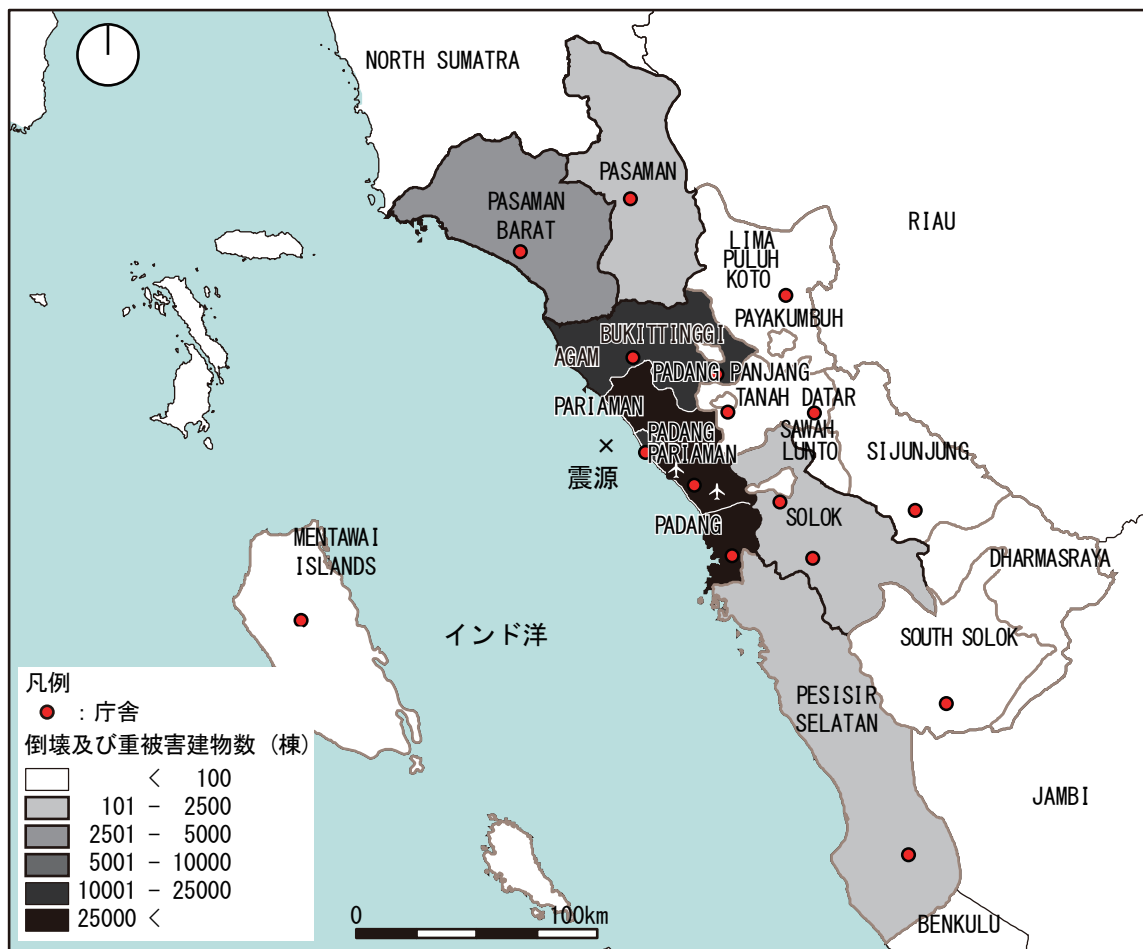 NORTH SUMATRA
PASAMAN
PASAMAN
BARAT
RIAU
LIMA
PULUH
KOTO
PAYAKUMBUH
BUKITTINGGI
AGAM
PADANG PANJANG
TANAH DATAR
PARIAMAN
PADANG
PARIAMAN
SAWAH
LUNTO
SIJUNJUNG
×
震源
SOLOK
PADANG
MENTAWAI
ISLANDS
DHARMASRAYA
インド洋
SOUTH SOLOK
PESISIR
SELATAN
JAMBI
BENKULU
凡例
：庁舎
倒壊及び重被害建物数（棟）
< 100
101 - 2500
2501 - 5000
5001 - 10000
10001 - 25000
25000 <
0 100km